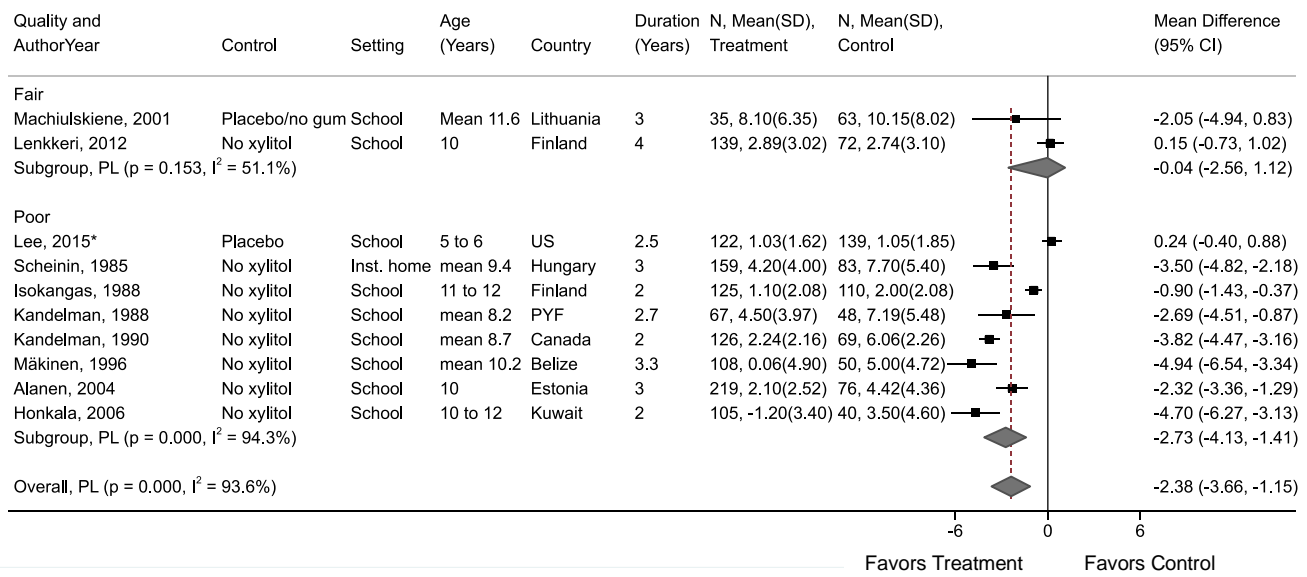 Quality and Age Duration N, Mean(SD), N, Mean(SD), Mean Difference
AuthorYear Control Setting (Years) Country (Years) Treatment Control (95% CI)
Fair
Machiulskiene, 2001 Placebo/no gum School Mean 11.6 Lithuania 3 35, 8.10(6.35) 63, 10.15(8.02) -2.05 (-4.94, 0.83)
Lenkkeri, 2012 No xylitol School 10 Finland 4 139, 2.89(3.02) 72, 2.74(3.10) 0.15 (-0.73, 1.02)
Subgroup, PL (p = 0.153, I² = 51.1%) -0.04 (-2.56, 1.12)
Poor
Lee, 2015* Placebo School 5 to 6 US 2.5 122, 1.03(1.62) 139, 1.05(1.85) 0.24 (-0.40, 0.88)
Scheinin, 1985 No xylitol Inst. home mean 9.4 Hungary 3 159, 4.20(4.00) 83, 7.70(5.40) -3.50 (-4.82, -2.18)
Isokangas, 1988 No xylitol School 11 to 12 Finland 2 125, 1.10(2.08) 110, 2.00(2.08) -0.90 (-1.43, -0.37)
Kandelman, 1988 No xylitol School mean 8.2 PYF 2.7 67, 4.50(3.97) 48, 7.19(5.48) -2.69 (-4.51, -0.87)
Kandelman, 1990 No xylitol School mean 8.7 Canada 2 126, 2.24(2.16) 69, 6.06(2.26) -3.82 (-4.47, -3.16)
Mäkinen, 1996 No xylitol School mean 10.2 Belize 3.3 108, 0.06(4.90) 50, 5.00(4.72) -4.94 (-6.54, -3.34)
Alanen, 2004 No xylitol School 10 Estonia 3 219, 2.10(2.52) 76, 4.42(4.36) -2.32 (-3.36, -1.29)
Honkala, 2006 No xylitol School 10 to 12 Kuwait 2 105, -1.20(3.40) 40, 3.50(4.60) -4.70 (-6.27, -3.13)
Subgroup, PL (p = 0.000, I² = 94.3%) -2.73 (-4.13, -1.41)
Overall, PL (p = 0.000, I² = 93.6%) -2.38 (-3.66, -1.15)
-6 0 6
Favors Treatment Favors Control